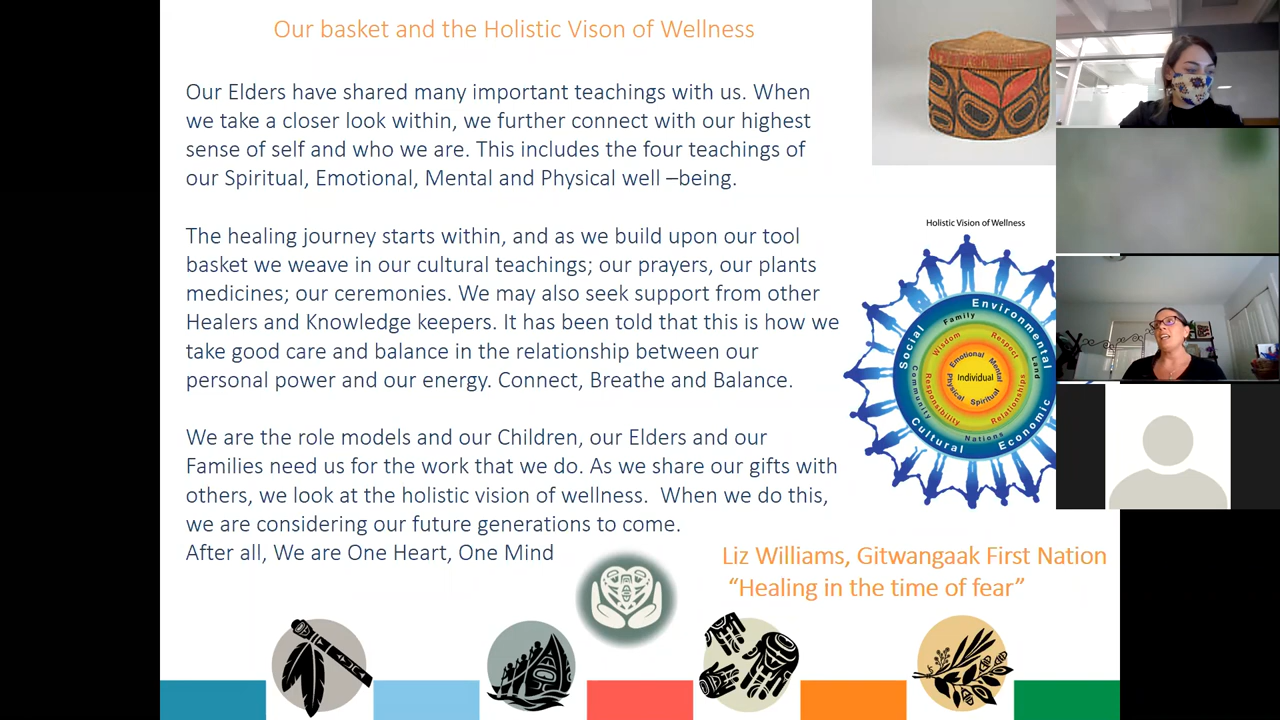 Our basket and the Holistic Vison of Wellness
Our Elders have shared many important teachings with us. When
we take a closer look within, we further connect with our highest
sense of self and who we are. This includes the four teachings of
our Spiritual, Emotional, Mental and Physical well –being.
The healing journey starts within, and as we build upon our tool
basket we weave in our cultural teachings; our prayers, our plants
medicines; our ceremonies. We may also seek support from other
Healers and Knowledge keepers. It has been told that this is how we
take good care and balance in the relationship between our
personal power and our energy. Connect, Breathe and Balance.
We are the role models and our Children, our Elders and our
Families need us for the work that we do. As we share our gifts with
others, we look at the holistic vision of wellness.  When we do this,
we are considering our future generations to come.
After all, We are One Heart, One Mind
Holistic Vision of Wellness
Social
Environmental
Cultural
Economic
Family
Land
Community
Nations
Wisdom
Respect
Responsibility
Relationships
Emotional
Mental
Physical
Spiritual
Individual
Liz Williams, Gitwangaak First Nation
“Healing in the time of fear”